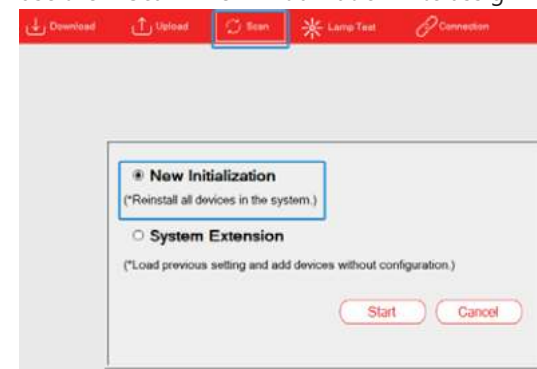 Download Upload Scan Lamp Test Connection
New Initialization
(*Reinstall all devices in the system.)
System Extension
(*Load previous setting and add devices without configuration.)
Start Cancel